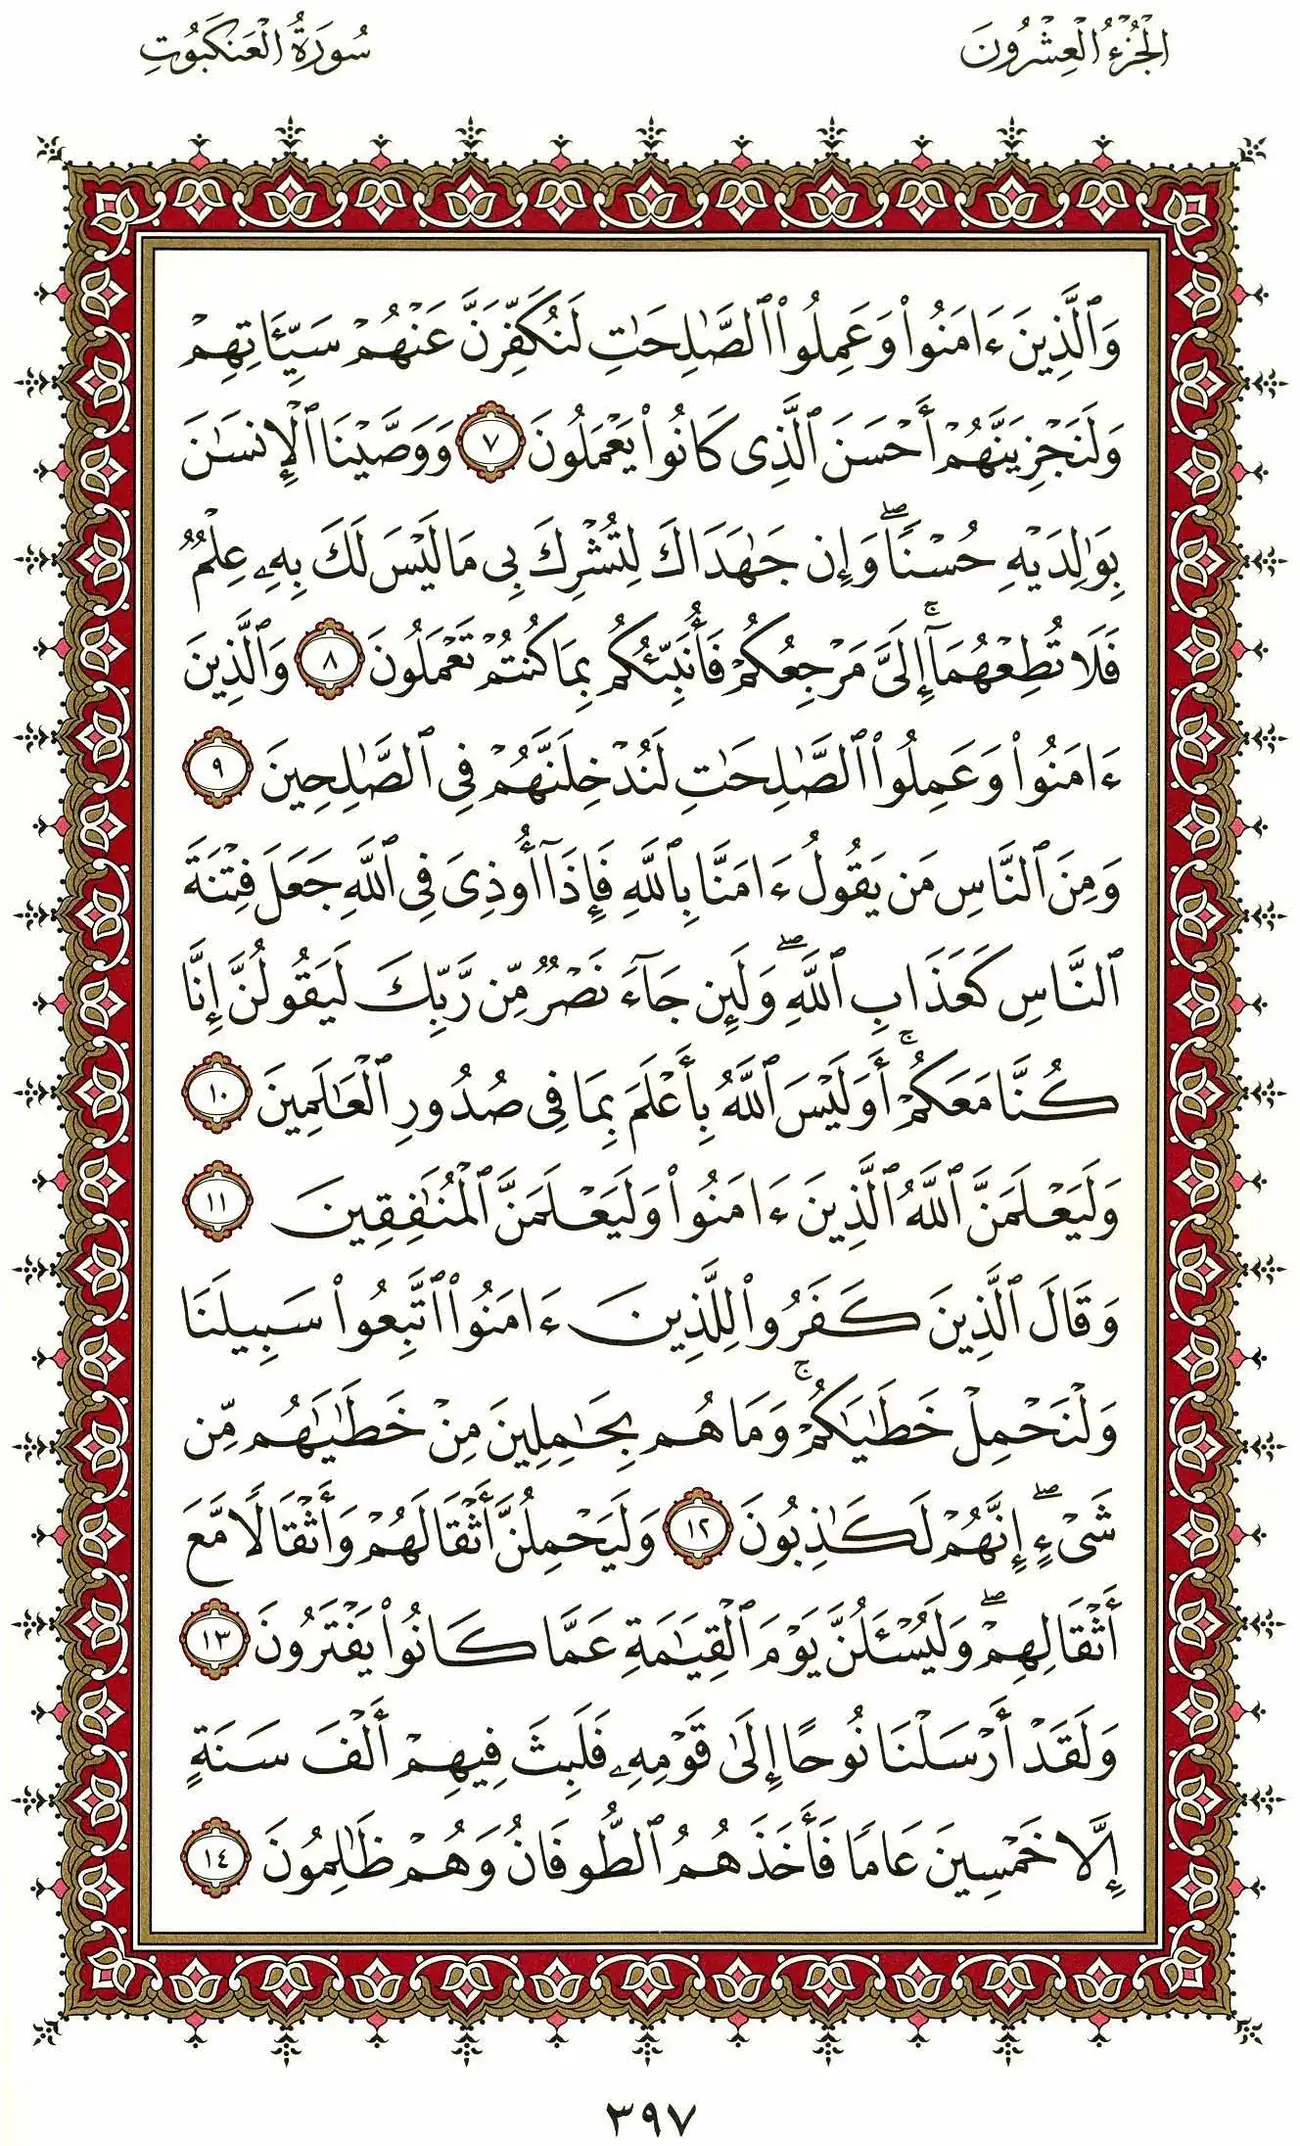 الجزء العشرون
سورة العنكبوت
وَٱلَّذِينَ ءَامَنُوا۟ وَعَمِلُوا۟ ٱلصَّٰلِحَٰتِ لَنُكَفِّرَنَّ عَنْهُمْ سَيِّـَٔاتِهِمْ
وَلَنَجْزِيَنَّهُمْ أَحْسَنَ ٱلَّذِى كَانُوا۟ يَعْمَلُونَ ٧ وَوَصَّيْنَا ٱلْإِنسَٰنَ
بِوَٰلِدَيْهِ حُسْنًا ۖ وَإِن جَٰهَدَاكَ لِتُشْرِكَ بِى مَا لَيْسَ لَكَ بِهِۦ عِلْمٌ
فَلَا تُطِعْهُمَآ ۚ إِلَىَّ مَرْجِعُكُمْ فَأُنَبِّئُكُم بِمَا كُنتُمْ تَعْمَلُونَ ٨ وَٱلَّذِينَ
ءَامَنُوا۟ وَعَمِلُوا۟ ٱلصَّٰلِحَٰتِ لَنُدْخِلَنَّهُمْ فِى ٱلصَّٰلِحِينَ ٩
وَمِنَ ٱلنَّاسِ مَن يَقُولُ ءَامَنَّا بِٱللَّهِ فَإِذَآ أُوذِىَ فِى ٱللَّهِ جَعَلَ فِتْنَةَ
ٱلنَّاسِ كَعَذَابِ ٱللَّهِ ۖ وَلَئِن جَآءَ نَصْرٌ مِّن رَّبِّكَ لَيَقُولُنَّ إِنَّا
كُنَّا مَعَكُمْ ۚ أَوَلَيْسَ ٱللَّهُ بِأَعْلَمَ بِمَا فِى صُدُورِ ٱلْعَٰلَمِينَ ١٠
وَلَيَعْلَمَنَّ ٱللَّهُ ٱلَّذِينَ ءَامَنُوا۟ وَلَيَعْلَمَنَّ ٱلْمُنَٰفِقِينَ ١١
وَقَالَ ٱلَّذِينَ كَفَرُوا۟ لِلَّذِينَ ءَامَنُوا۟ ٱتَّبِعُوا۟ سَبِيلَنَا
وَلْنَحْمِلْ خَطَٰيَٰكُمْ ۚ وَمَا هُم بِحَٰمِلِينَ مِنْ خَطَٰيَٰهُم مِّن
شَىْءٍ ۖ إِنَّهُمْ لَكَٰذِبُونَ ١٢ وَلَيَحْمِلُنَّ أَثْقَالَهُمْ وَأَثْقَالًا مَّعَ
أَثْقَالِهِمْ ۖ وَلَيُسْـَٔلُنَّ يَوْمَ ٱلْقِيَٰمَةِ عَمَّا كَانُوا۟ يَفْتَرُونَ ١٣
وَلَقَدْ أَرْسَلْنَا نُوحًا إِلَىٰ قَوْمِهِۦ فَلَبِثَ فِيهِمْ أَلْفَ سَنَةٍ
إِلَّا خَمْسِينَ عَامًا فَأَخَذَهُمُ ٱلطُّوفَانُ وَهُمْ ظَٰلِمُونَ ١٤
٣٩٧